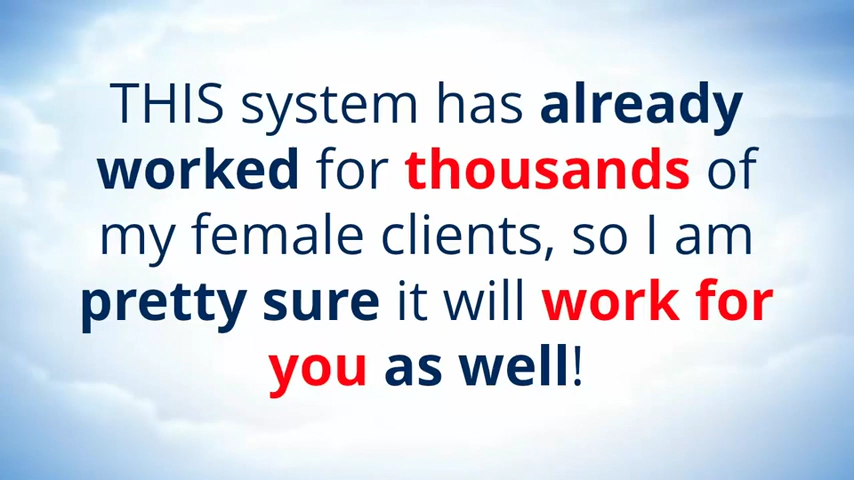 THIS system has already
worked for thousands of
my female clients, so I am
pretty sure it will work for
you as well!